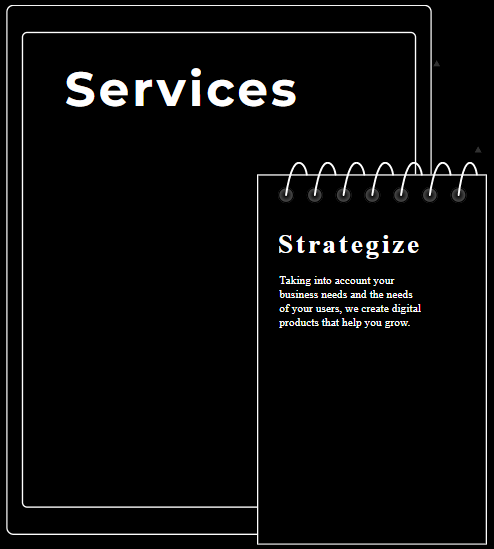 Services
Strategize
Taking into account your
business needs and the needs
of your users, we create digital
products that help you grow.